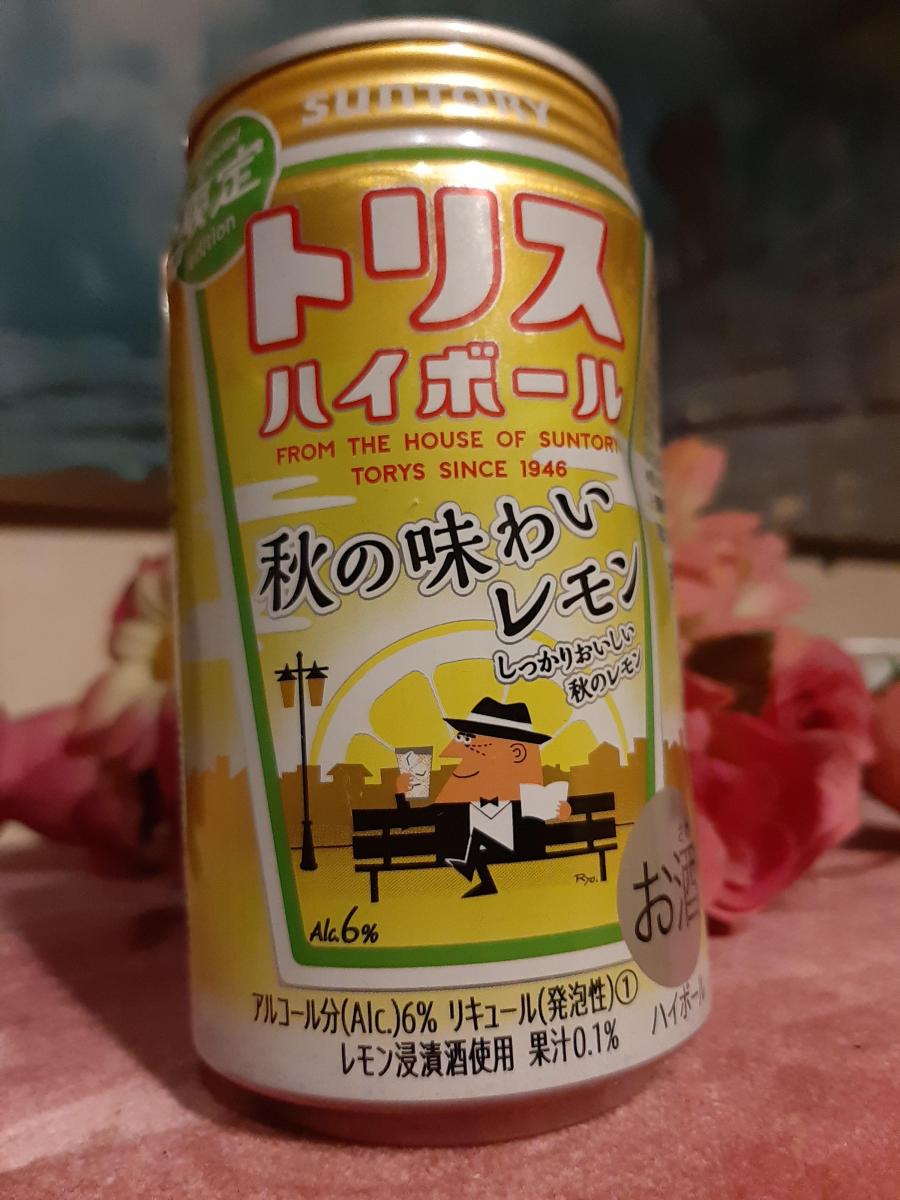 SUNTORY
限定
トリス
ハイボール
FROM THE HOUSE OF SUNTORY
TORYS SINCE 1946
秋の味わい
レモン
しっかりおいしい
秋のレモン
Ryo.
Alc.6%
お酒
アルコール分(Alc.)6% リキュール(発泡性)①
レモン浸漬酒使用 果汁0.1%
ハイボール